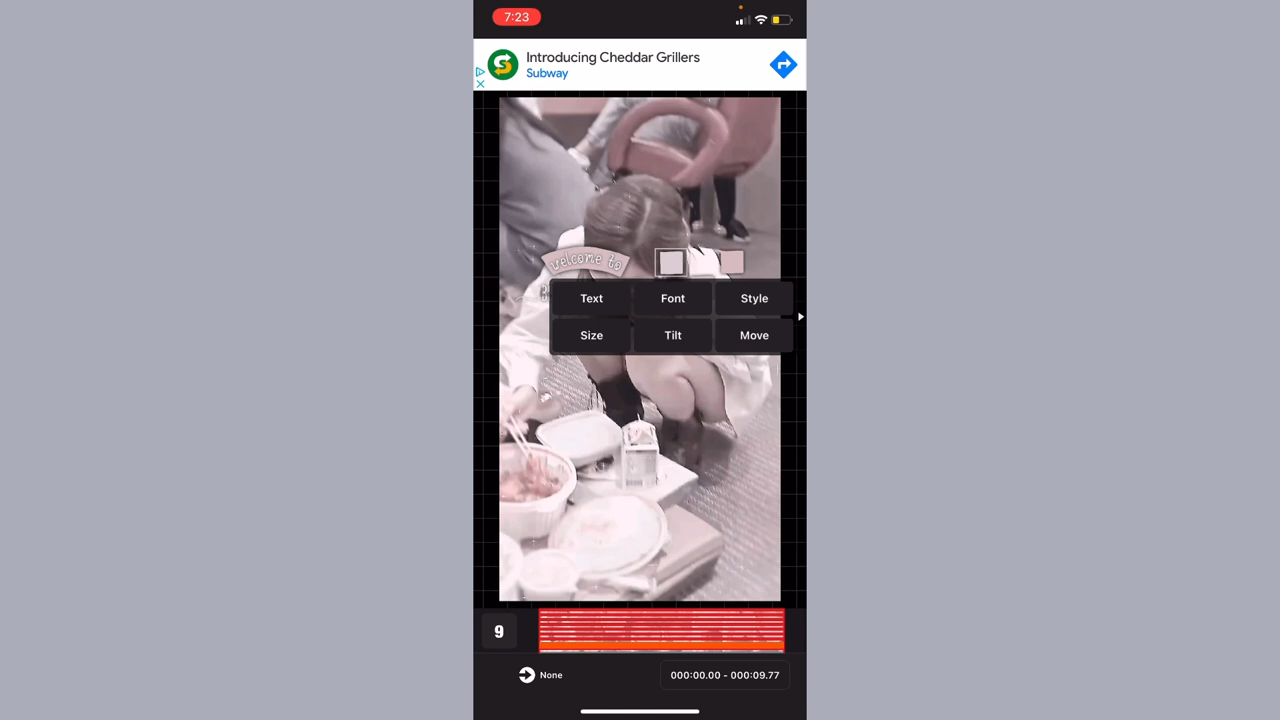 7:23
Introducing Cheddar Grillers
Subway
welcome to
Text Font Style
Size Tilt Move
9
None
000:00.00 - 000:09.77